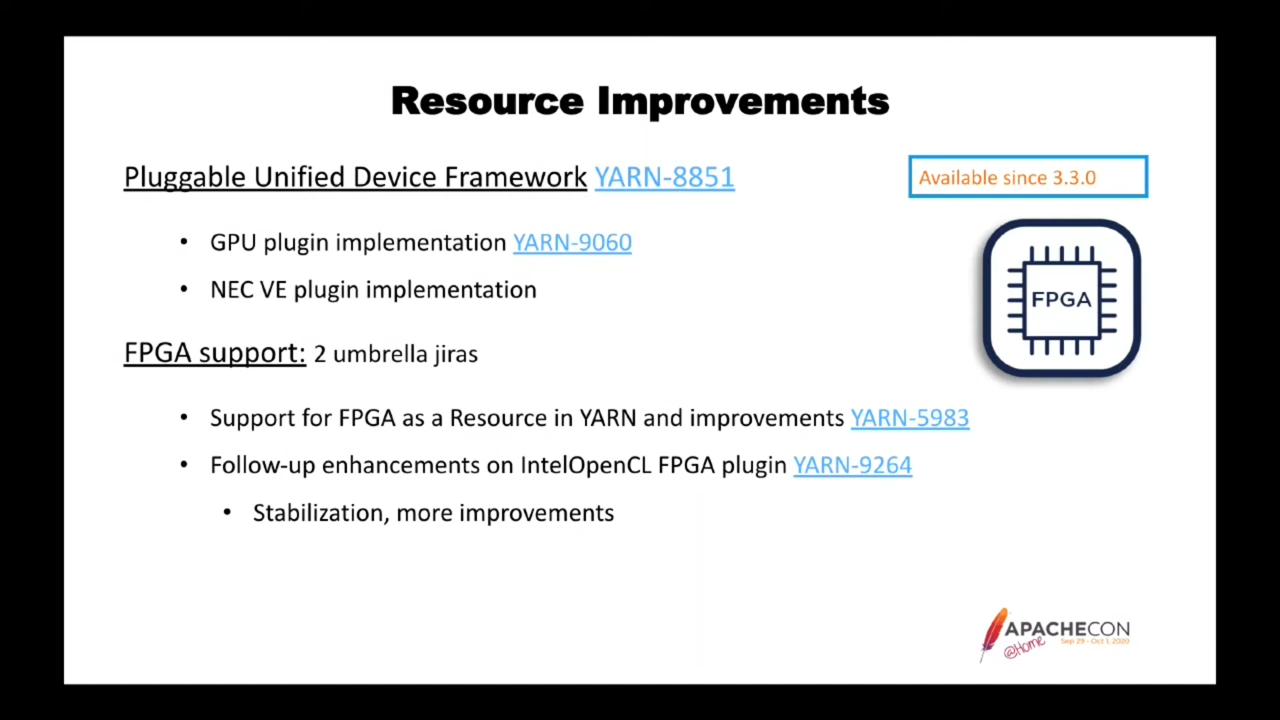 Resource Improvements
Pluggable Unified Device Framework YARN-8851
Available since 3.3.0
• GPU plugin implementation YARN-9060
• NEC VE plugin implementation
FPGA
FPGA support: 2 umbrella jiras
• Support for FPGA as a Resource in YARN and improvements YARN-5983
• Follow-up enhancements on IntelOpenCL FPGA plugin YARN-9264
• Stabilization, more improvements
APACHECON
@Home
Sep 29 - Oct 1, 2020